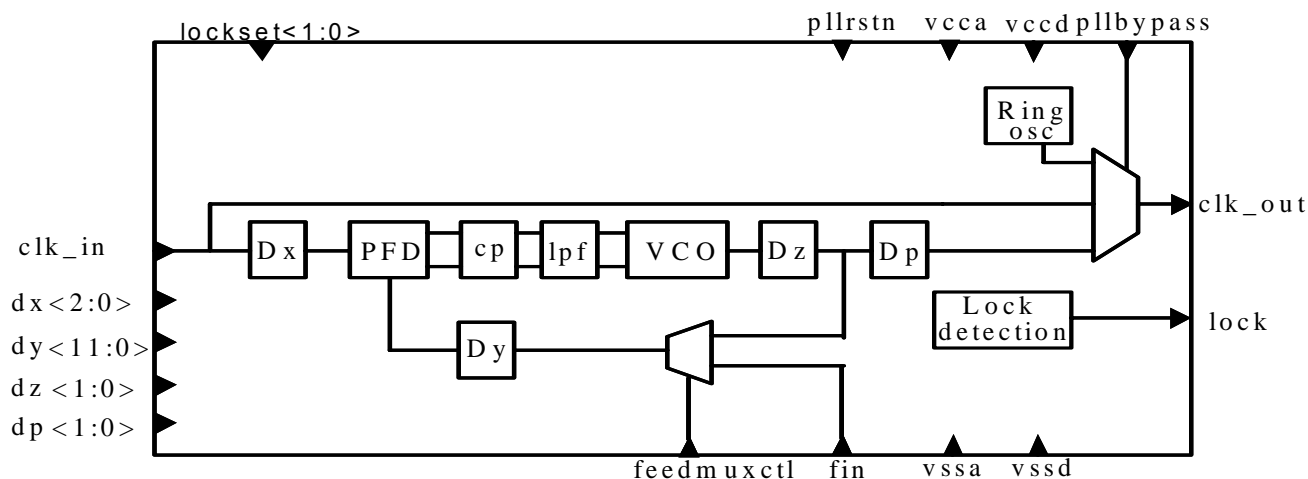 lockset<1:0>
pllrstn
vcca
vccd
pllbypass
Ring
osc
clk_in
Dx
PFD
cp
lpf
VCO
Dz
Dp
clk_out
dx<2:0>
dy<11:0>
dz<1:0>
dp<1:0>
Dy
Lock
detection
lock
feedmuxctl
fin
vssa
vssd